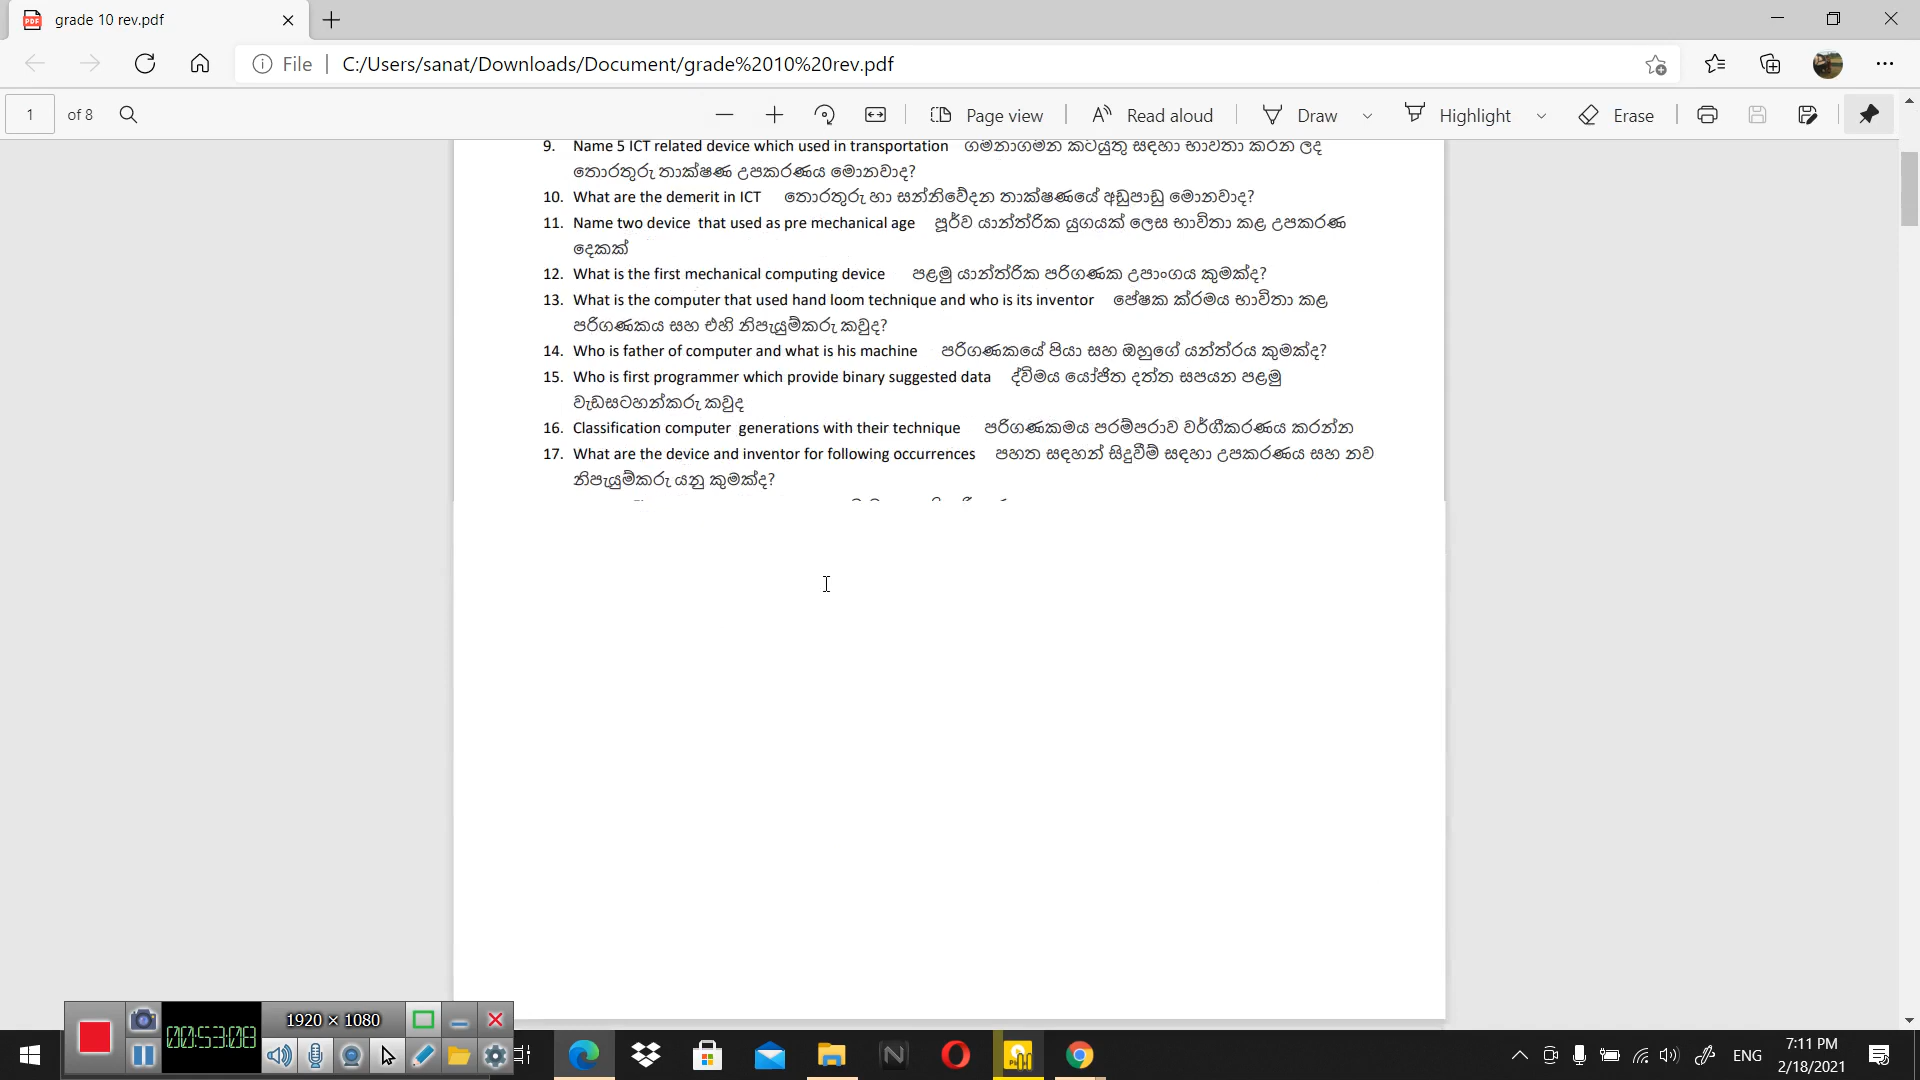 grade 10 rev.pdf
File
C:/Users/sanat/Downloads/Document/grade%2010%20rev.pdf
1 of 8
Page view
Read aloud
Draw
Highlight
Erase
9. Name 5 ICT related device which used in transportation ගමනාගමන කටයුතු සඳහා භාවිතා කරන ලද
තොරතුරු තාක්ෂණ උපකරණය මොනවාද?
10. What are the demerit in ICT තොරතුරු හා සන්නිවේදන තාක්ෂණයේ අඩුපාඩු මොනවාද?
11. Name two device that used as pre mechanical age පූර්ව යාන්ත්රික යුගයක් ලෙස භාවිතා කළ උපකරණ
දෙකක්
12. What is the first mechanical computing device පළමු යාන්ත්රික පරිගණක උපාංගය කුමක්ද?
13. What is the computer that used hand loom technique and who is its inventor පේෂක ක්රමය භාවිතා කළ
පරිගණකය සහ එහි නිපැයුම්කරු කවුද?
14. Who is father of computer and what is his machine පරිගණකයේ පියා සහ ඔහුගේ යන්ත්රය කුමක්ද?
15. Who is first programmer which provide binary suggested data ද්විමය යෝජිත දත්ත සපයන පළමු
වැඩසටහන්කරු කවුද
16. Classification computer generations with their technique පරිගණකමය පරම්පරාව වර්ගීකරණය කරන්න
17. What are the device and inventor for following occurrences පහත සඳහන් සිදුවීම් සඳහා උපකරණය සහ නව
නිපැයුම්කරු යනු කුමක්ද?
1920 × 1080
00:53:08
ENG
7:11 PM
2/18/2021